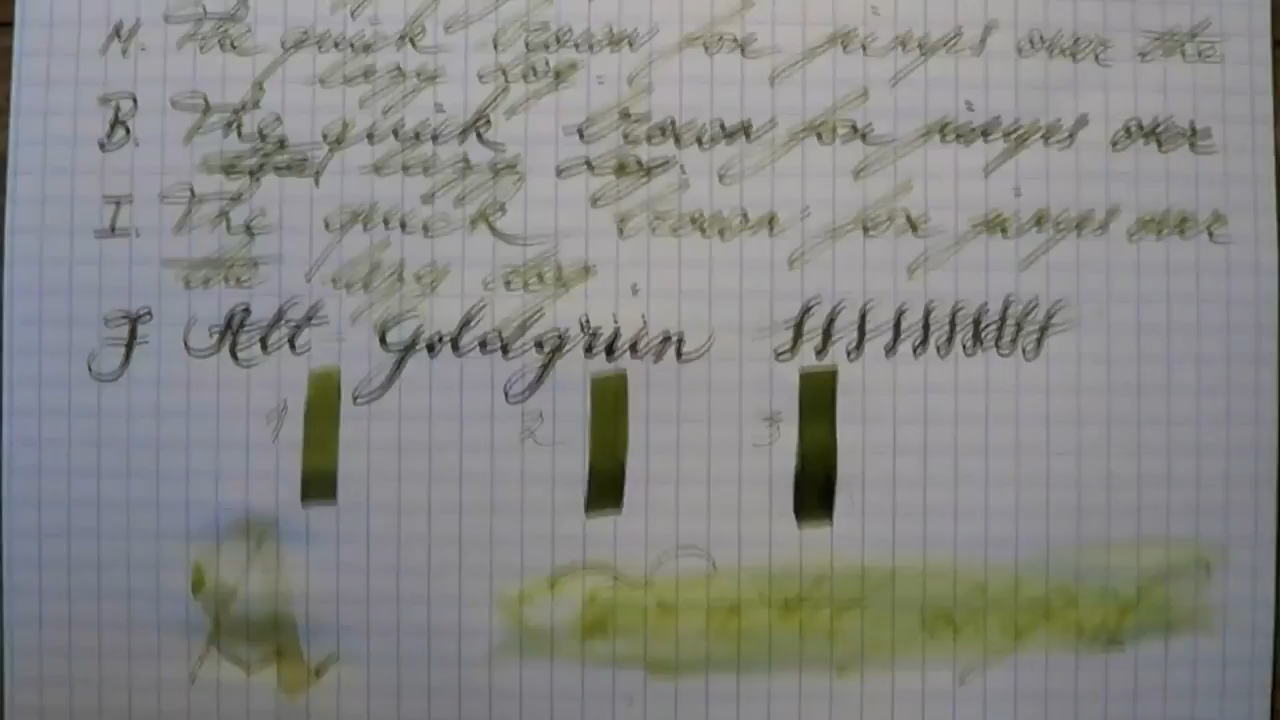 M. The quick brown fox jumps over the
lazy dog
B. The quick brown fox jumps over
the lazy dog
I. The quick brown fox jumps over
the lazy dog
F Alt Goldgrün ffffffffff
1 2 3